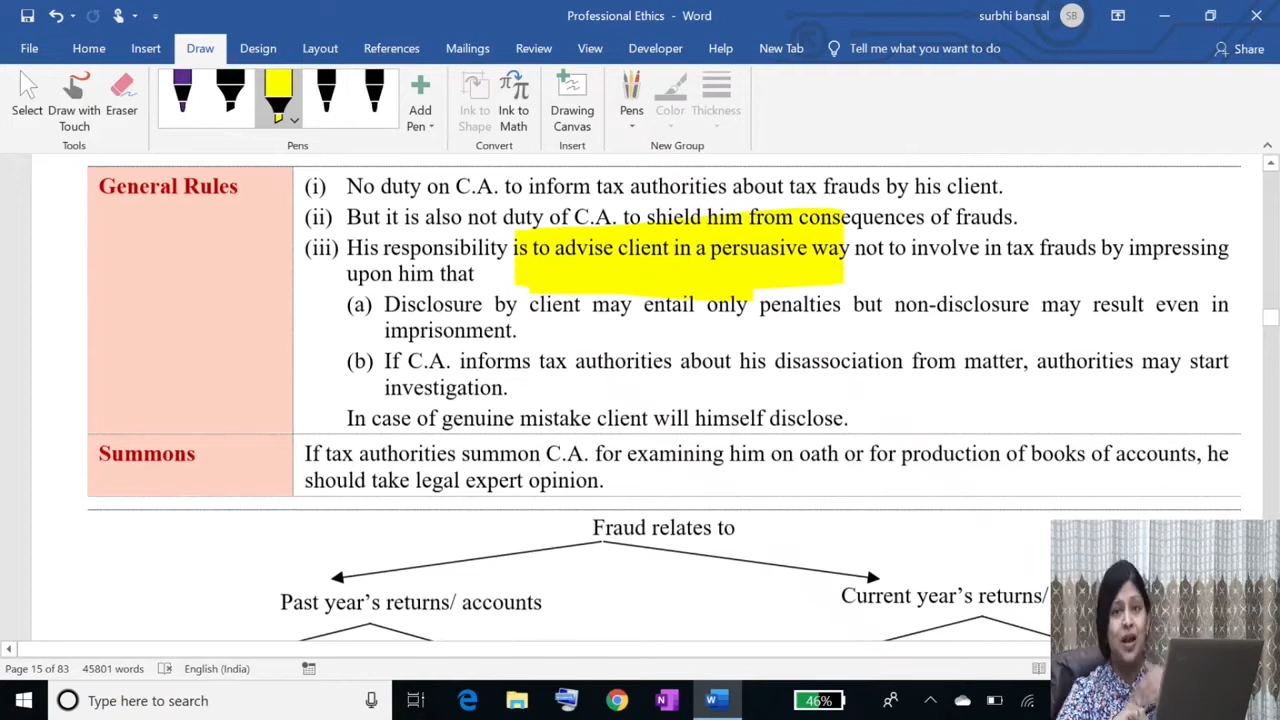 Professional Ethics - Word
surbhi bansal
SB
File Home Insert Draw Design Layout References Mailings Review View Developer Help New Tab Tell me what you want to do Share
Select Draw with Touch Eraser
Add Pen
Ink to Shape
Ink to Math
Drawing Canvas
Pens Color Thickness
Tools Pens Convert Insert New Group
General Rules
(i) No duty on C.A. to inform tax authorities about tax frauds by his client.
(ii) But it is also not duty of C.A. to shield him from consequences of frauds.
(iii) His responsibility is to advise client in a persuasive way not to involve in tax frauds by impressing
upon him that
(a) Disclosure by client may entail only penalties but non-disclosure may result even in
imprisonment.
(b) If C.A. informs tax authorities about his disassociation from matter, authorities may start
investigation.
In case of genuine mistake client will himself disclose.
Summons
If tax authorities summon C.A. for examining him on oath or for production of books of accounts, he
should take legal expert opinion.
Fraud relates to
Past year's returns/ accounts
Current year's returns/
Page 15 of 83 45801 words English (India)
Type here to search
46%